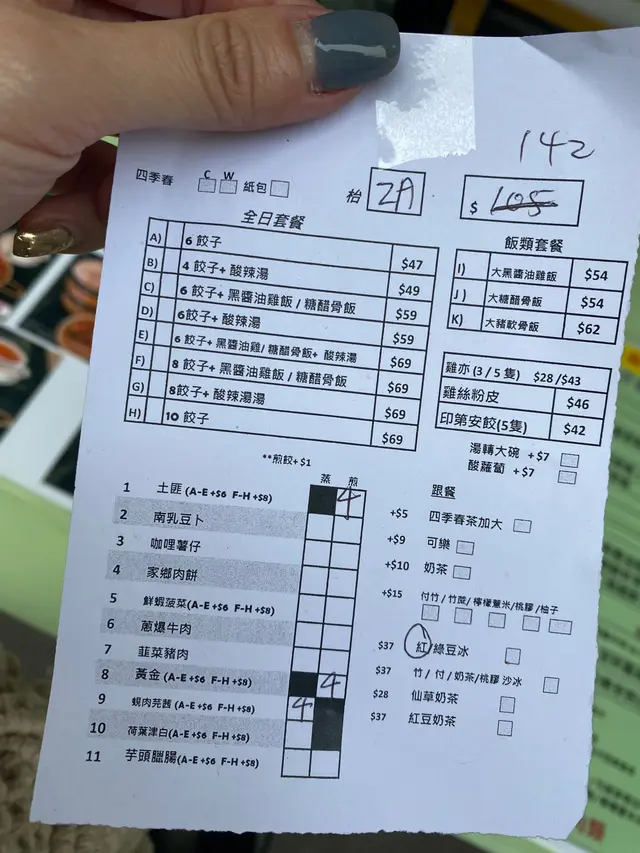 142
四季春 C W 紙包
枱 2A $ 105
全日套餐
A) 6 餃子 $47
B) 4 餃子+ 酸辣湯 $49
C) 6 餃子+ 黑醬油雞飯 / 糖醋骨飯 $59
D) 6餃子+ 酸辣湯 $59
E) 6 餃子+ 黑醬油雞/ 糖醋骨飯+ 酸辣湯 $69
F) 8 餃子+ 黑醬油雞飯 / 糖醋骨飯 $69
G) 8餃子+ 酸辣湯湯 $69
H) 10 餃子 $69
**煎餃+ $1
飯類套餐
I) 大黑醬油雞飯 $54
J ) 大糖醋骨飯 $54
K) 大豬軟骨飯 $62
雞亦 (3 / 5 隻) $28 /$43
雞絲粉皮 $46
印第安餃(5隻) $42
湯轉大碗 +$7
酸蘿蔔 +$7
蒸 煎
1 土匪 (A-E +$6 F-H +$8) 4
2 南乳豆卜
3 咖哩薯仔
4 家鄉肉餅
5 鮮蝦菠菜 (A-E +$6 F-H +$8)
6 蔥爆牛肉
7 韮菜豬肉
8 黃金 (A-E +$6 F-H +$8) 4
9 蜆肉芫茜 (A-E +$6 F-H +$8) 4
10 荷葉津白(A-E +$6 F-H +$8)
11 芋頭臘腸(A-E +$6 F-H +$8)
跟餐
+$5 四季春茶加大
+$9 可樂
+$10 奶茶
+$15 付竹 / 竹蔗/ 檸檬薏米/桃膠/柚子
$37 紅/ 綠豆冰
$37 竹 / 付 / 奶茶/桃膠 沙冰
$28 仙草奶茶
$37 紅豆奶茶